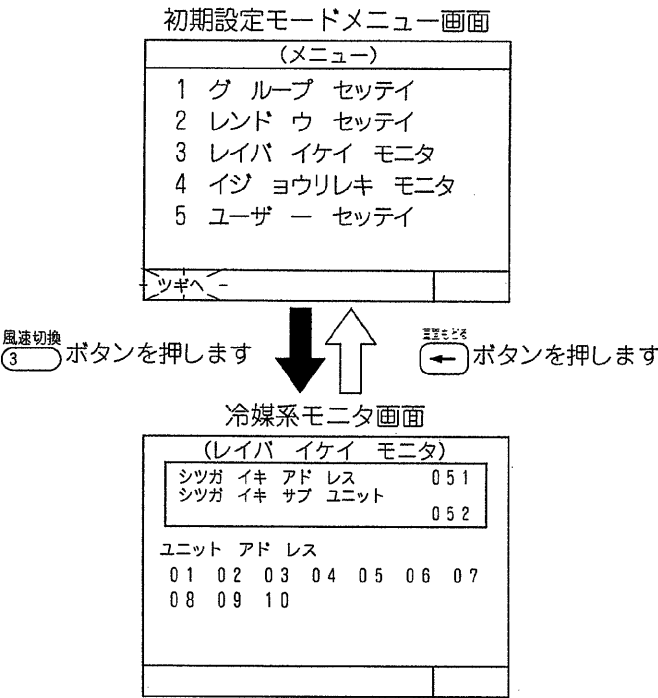 初期設定モードメニュー画面
(メニュー)
1 グ ループ セッテイ
2 レンド ウ セッテイ
3 レイバ イケイ モニタ
4 イジ ョウリレキ モニタ
5 ユーザ ー セッテイ
ツギヘ
風速切換
3 ボタンを押します
←ボタンを押します
冷媒系モニタ画面
(レイバ イケイ モニタ)
シツガ イキ アド レス 051
シツガ イキ サブ ユニット
052
ユニット アド レス
01 02 03 04 05 06 07
08 09 10